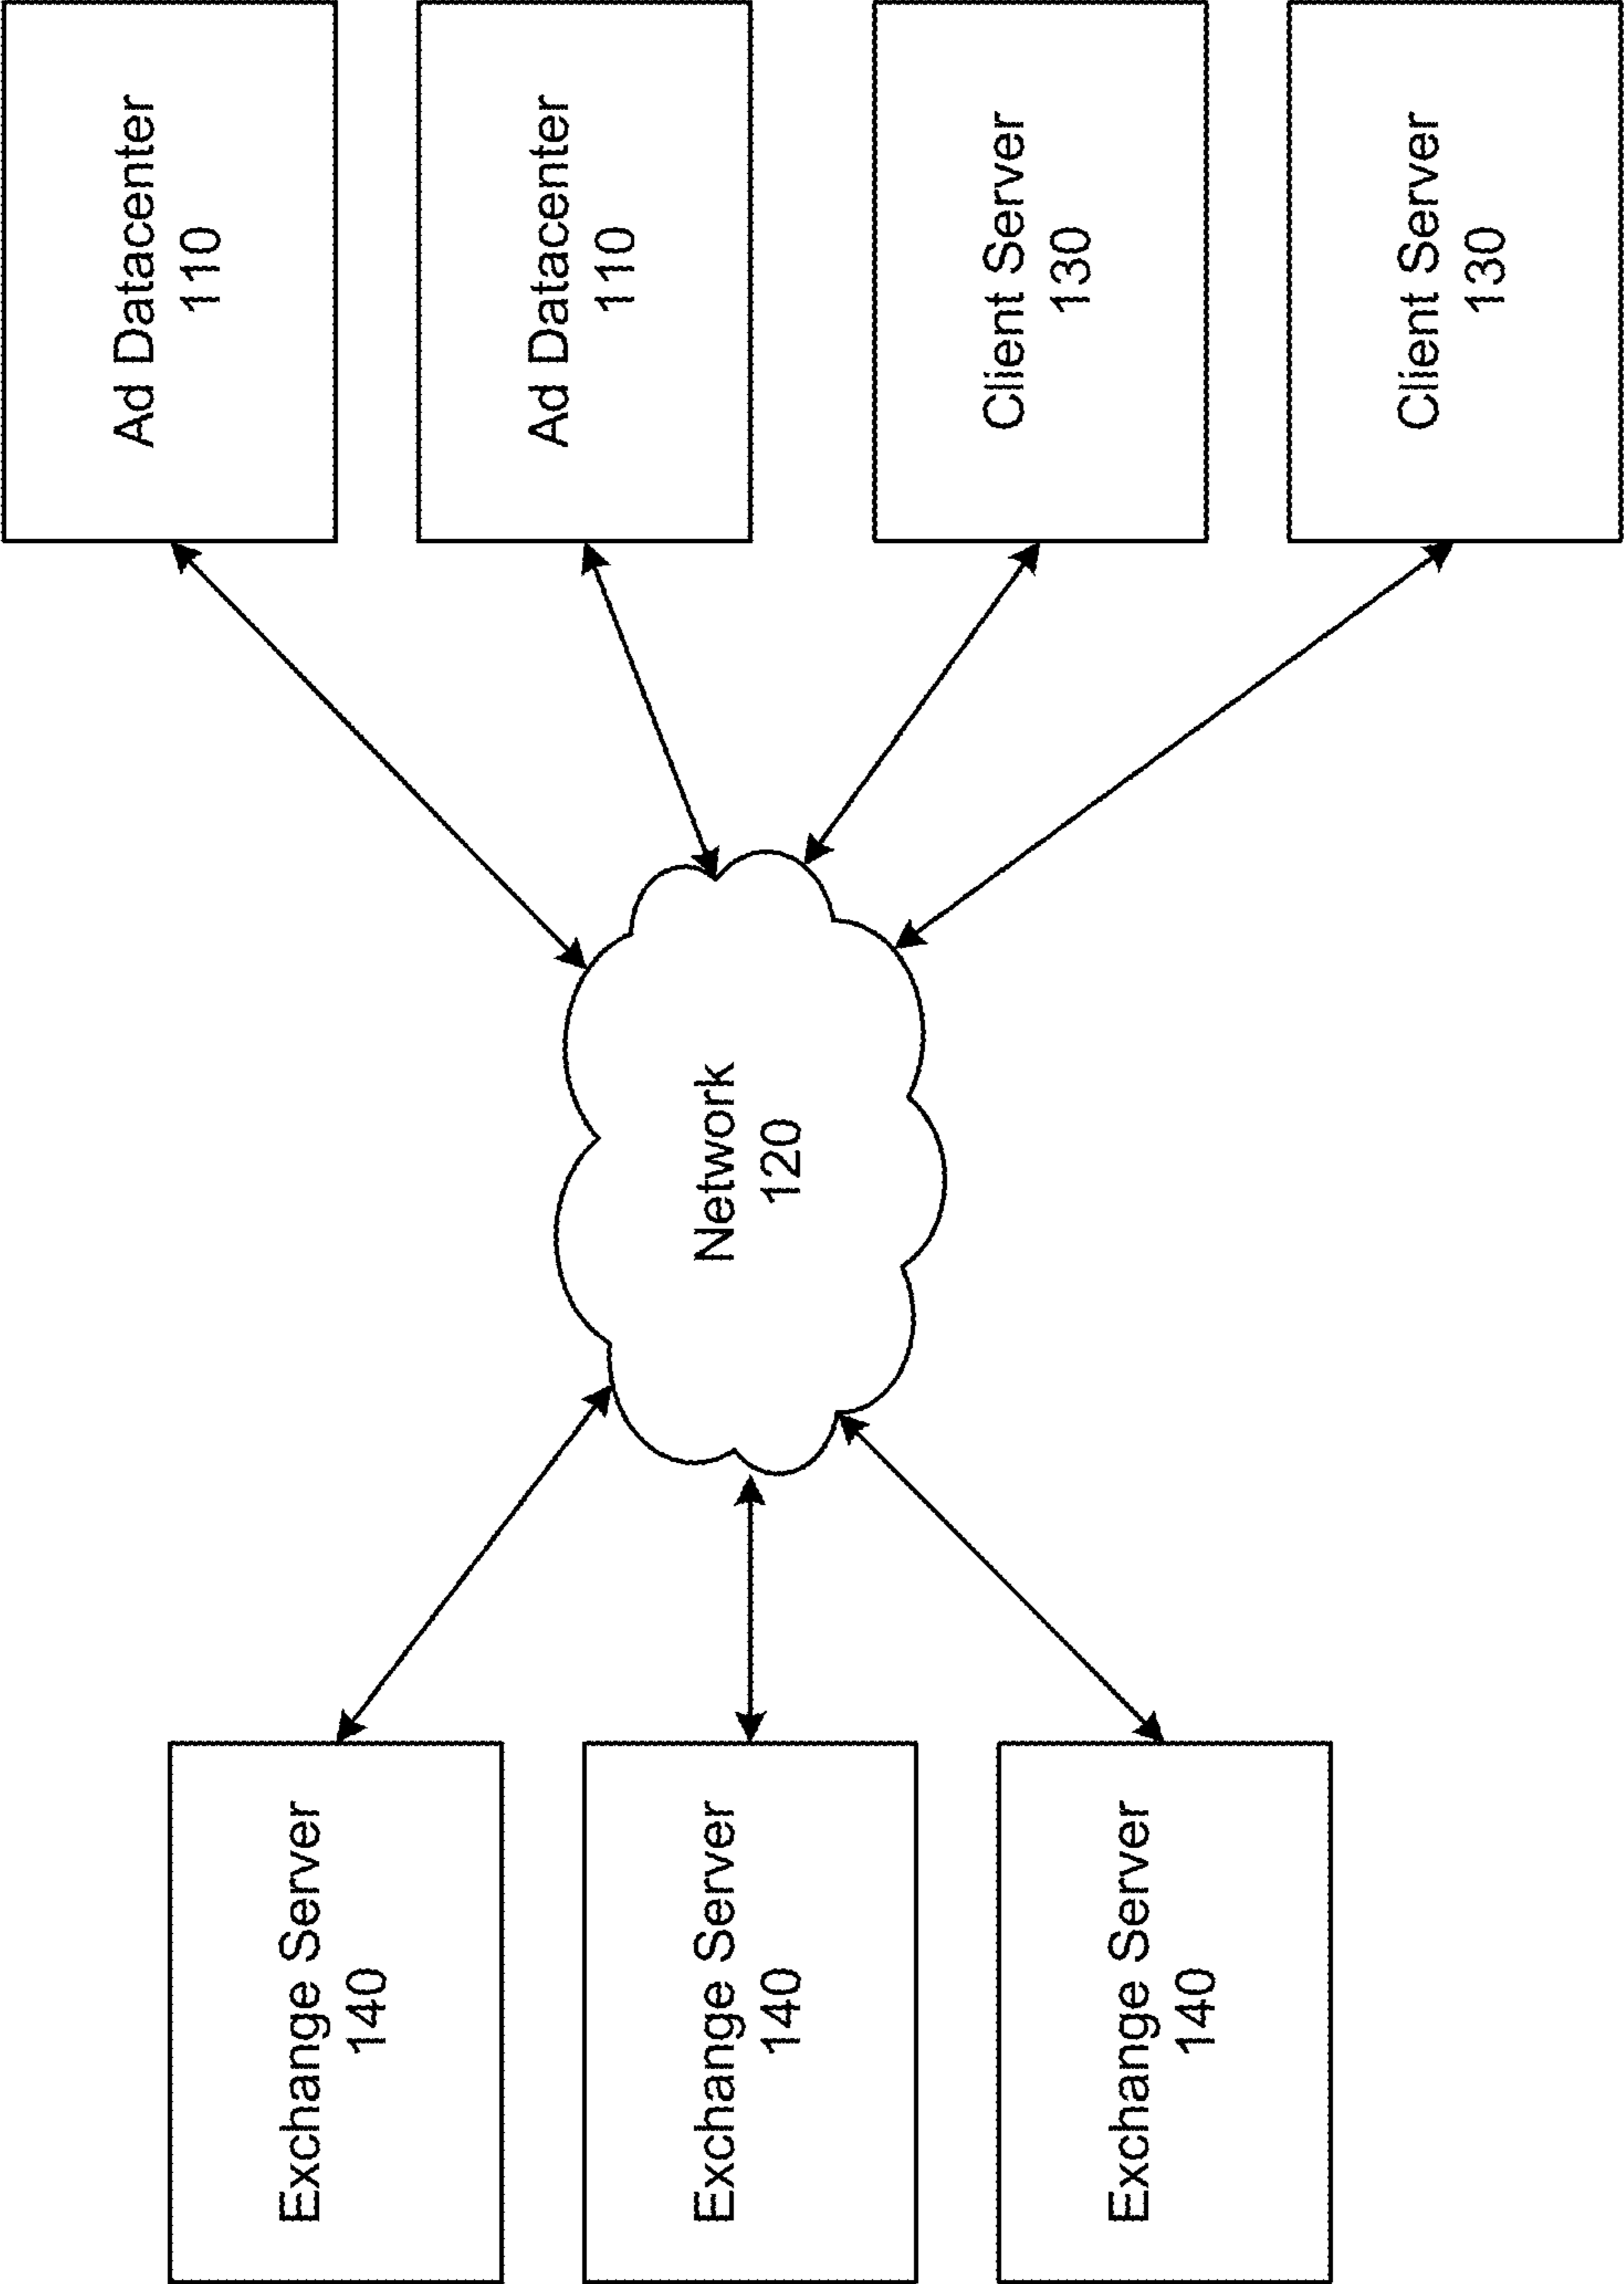 Ad Datacenter
110
Ad Datacenter
110
Client Server
130
Client Server
130
Network
120
Exchange Server
140
Exchange Server
140
Exchange Server
140